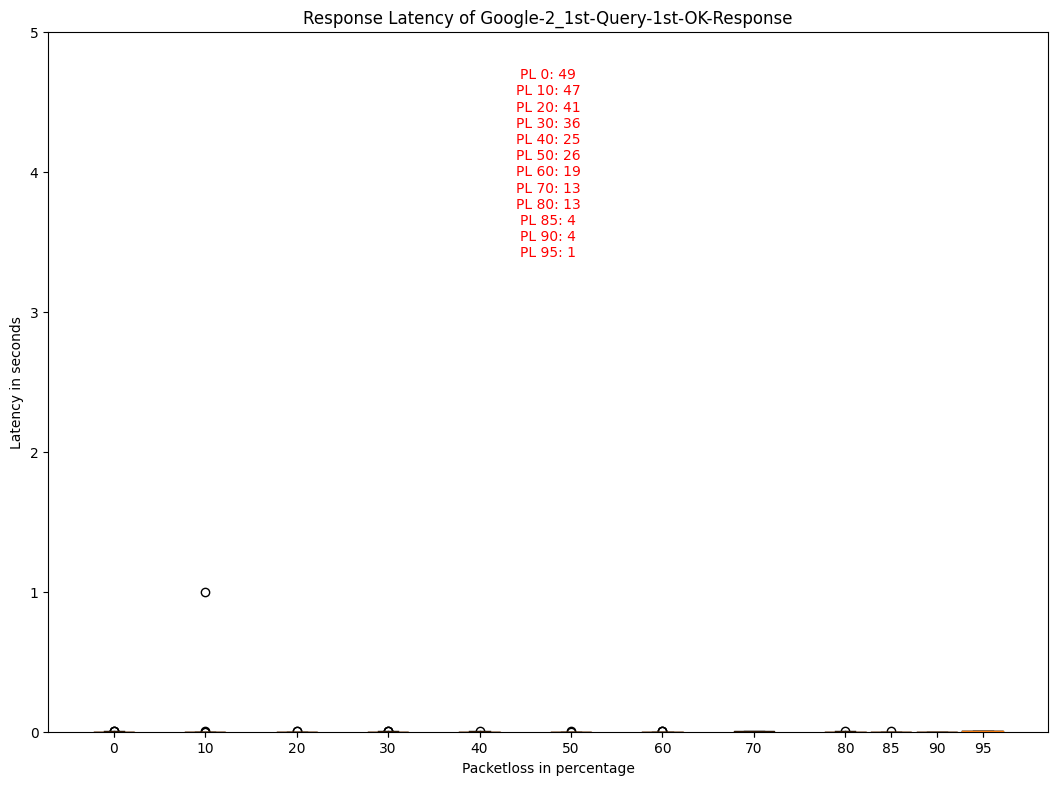 Response Latency of Google-2_1st-Query-1st-OK-Response
5
PL 0: 49
PL 10: 47
PL 20: 41
PL 30: 36
PL 40: 25
PL 50: 26
PL 60: 19
PL 70: 13
PL 80: 13
PL 85: 4
PL 90: 4
PL 95: 1
4
3
2
1
0
Latency in seconds
0 10 20 30 40 50 60 70 80 85 90 95
Packetloss in percentage